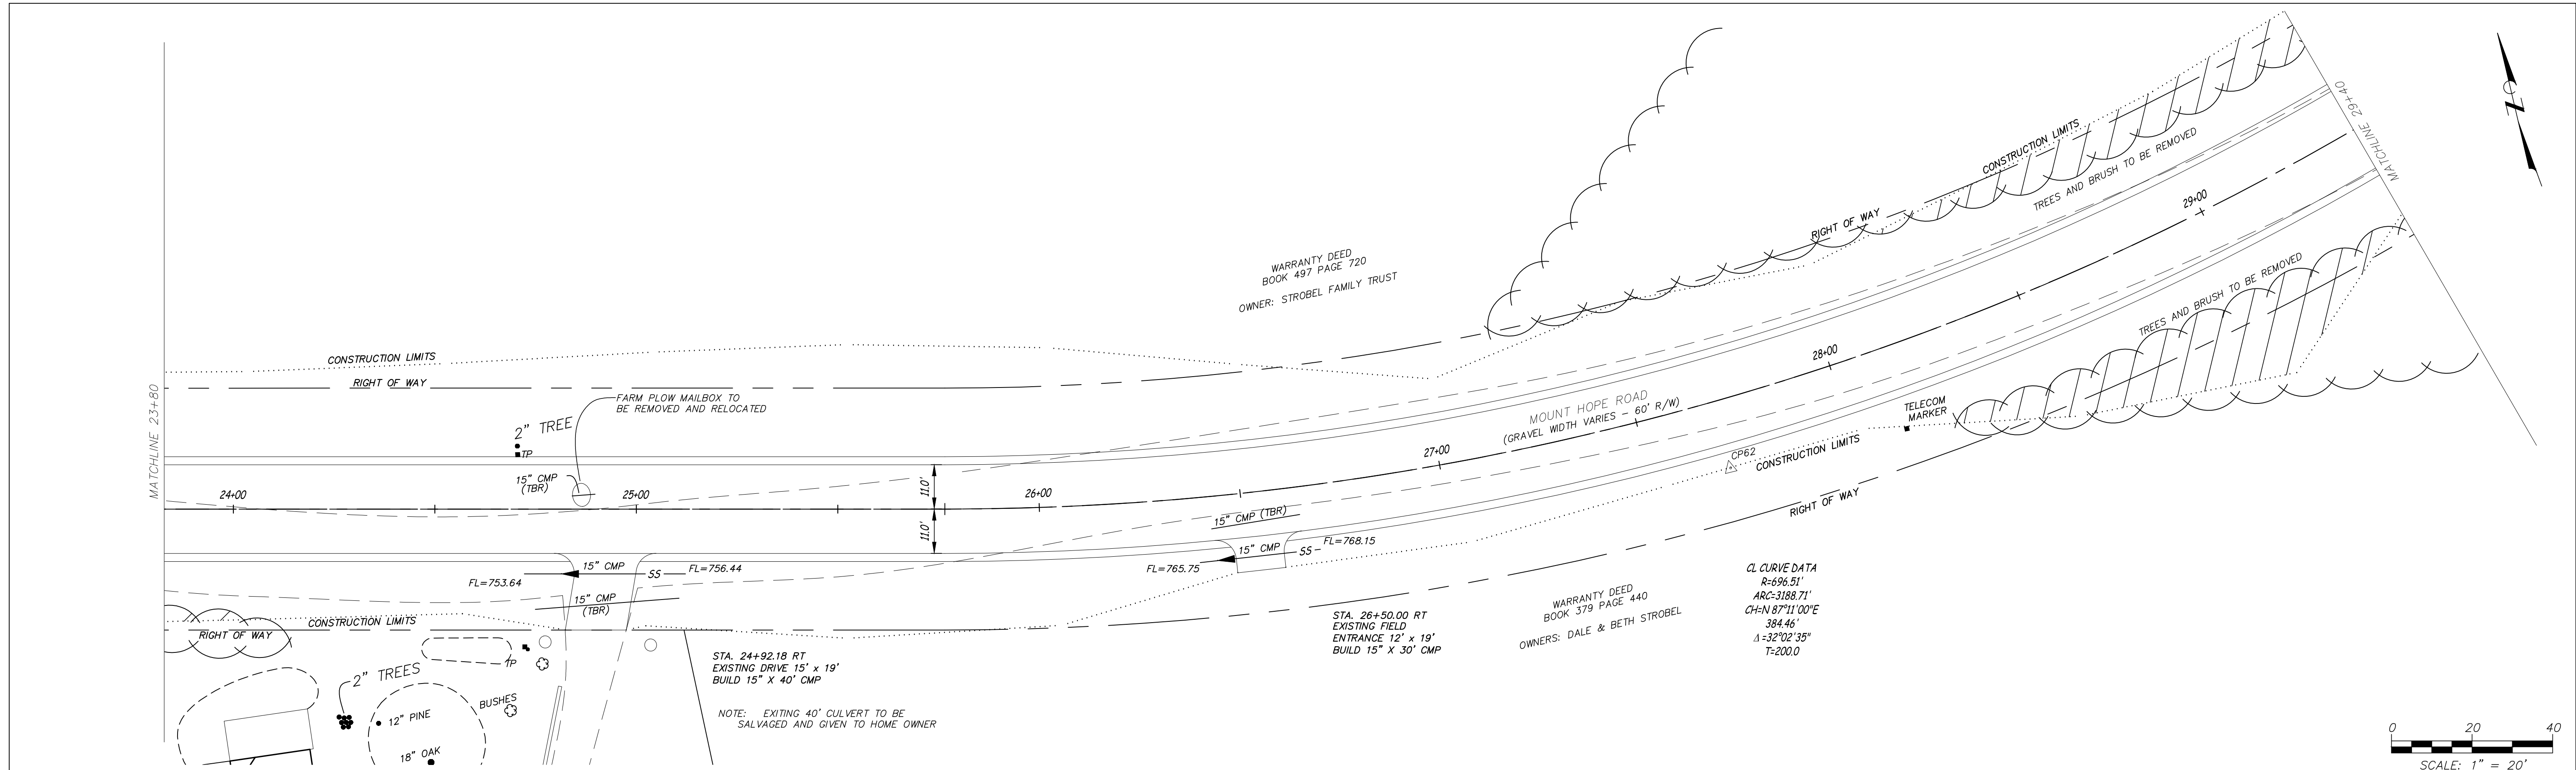 MATCHLINE 23+80
CONSTRUCTION LIMITS
RIGHT OF WAY
2" TREE
TP
FARM PLOW MAILBOX TO
BE REMOVED AND RELOCATED
15" CMP
(TBR)
24+00
25+00
26+00
11.0'
11.0'
15" CMP
SS
FL=753.64
FL=756.44
15" CMP
(TBR)
CONSTRUCTION LIMITS
RIGHT OF WAY
TP
2" TREES
12" PINE
BUSHES
18" OAK
STA. 24+92.18 RT
EXISTING DRIVE 15' x 19'
BUILD 15" X 40' CMP
NOTE: EXITING 40' CULVERT TO BE
SALVAGED AND GIVEN TO HOME OWNER
WARRANTY DEED
BOOK 497 PAGE 720
OWNER: STROBEL FAMILY TRUST
15" CMP (TBR)
15" CMP
SS
FL=768.15
FL=765.75
27+00
MOUNT HOPE ROAD
(GRAVEL WIDTH VARIES - 60' R/W)
28+00
29+00
RIGHT OF WAY
CONSTRUCTION LIMITS
TREES AND BRUSH TO BE REMOVED
MATCHLINE 29+40
TREES AND BRUSH TO BE REMOVED
TELECOM
MARKER
CP62
CONSTRUCTION LIMITS
RIGHT OF WAY
STA. 26+50.00 RT
EXISTING FIELD
ENTRANCE 12' x 19'
BUILD 15" X 30' CMP
WARRANTY DEED
BOOK 379 PAGE 440
OWNERS: DALE & BETH STROBEL
CL CURVE DATA
R=696.51'
ARC=3188.71'
CH=N 87°11'00"E
384.46'
Δ=32°02'35"
T=200.0
N
0 20 40
SCALE: 1" = 20'